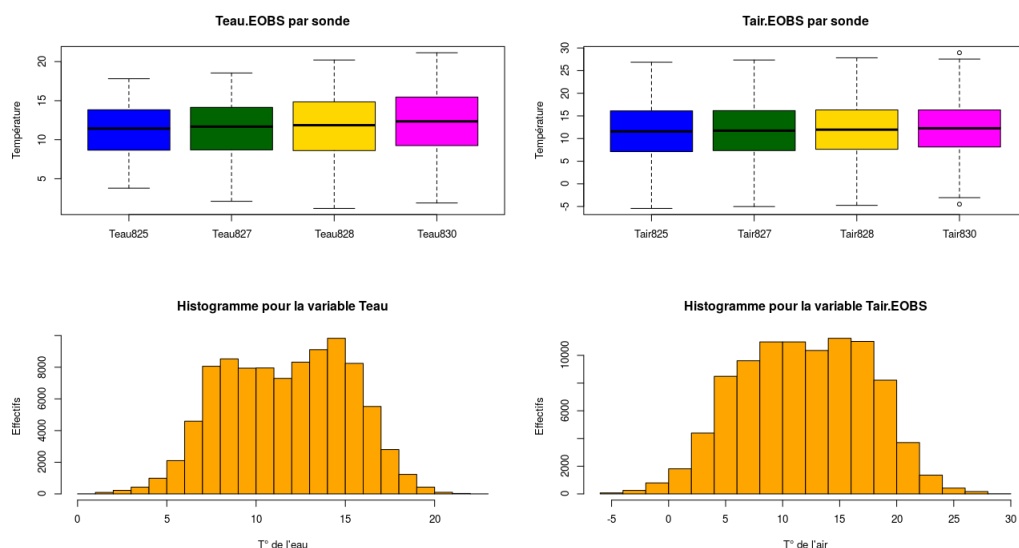 Teau.EOBS par sonde
Température
20
15
10
5
Teau825 Teau827 Teau828 Teau830
Tair.EOBS par sonde
Température
30
25
20
15
10
5
0
-5
Tair825 Tair827 Tair828 Tair830
Histogramme pour la variable Teau
Effectifs
8000
6000
4000
2000
0
0 5 10 15 20
T° de l'eau
Histogramme pour la variable Tair.EOBS
Effectifs
10000
6000
2000
0
-5 0 5 10 15 20 25 30
T° de l'air